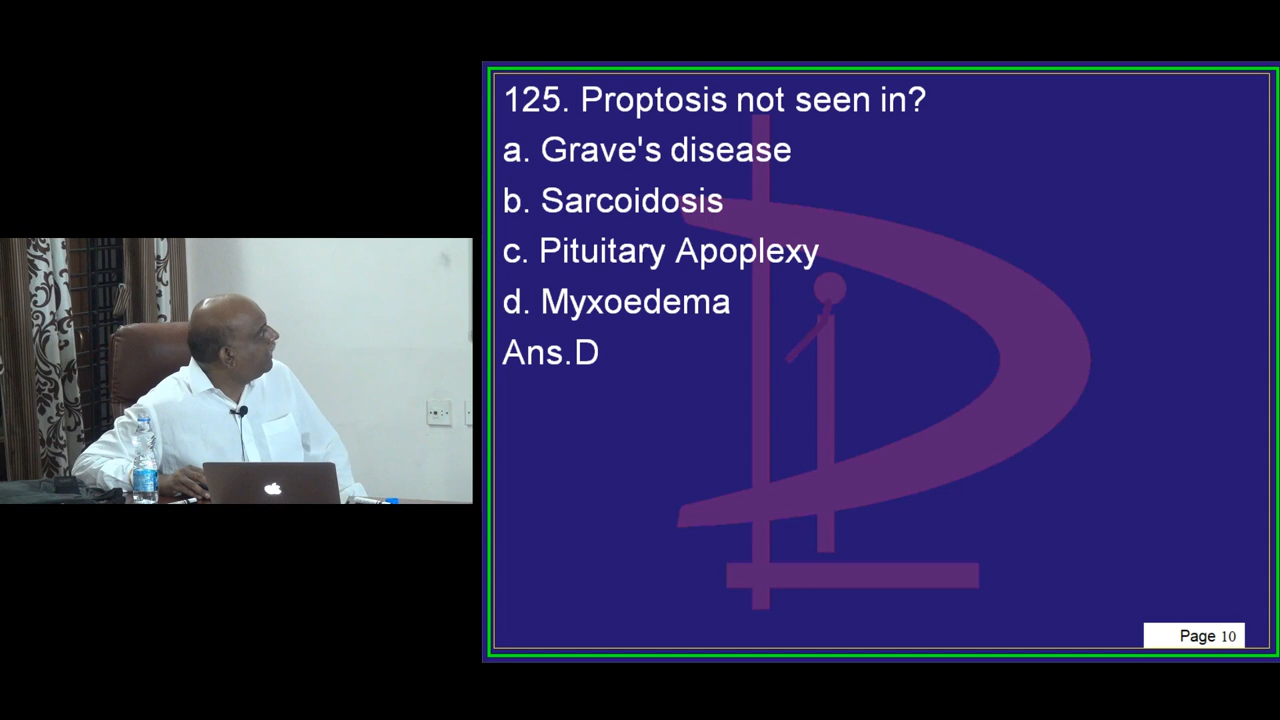 125. Proptosis not seen in?
a. Grave's disease
b. Sarcoidosis
c. Pituitary Apoplexy
d. Myxoedema
Ans.D
Page 10